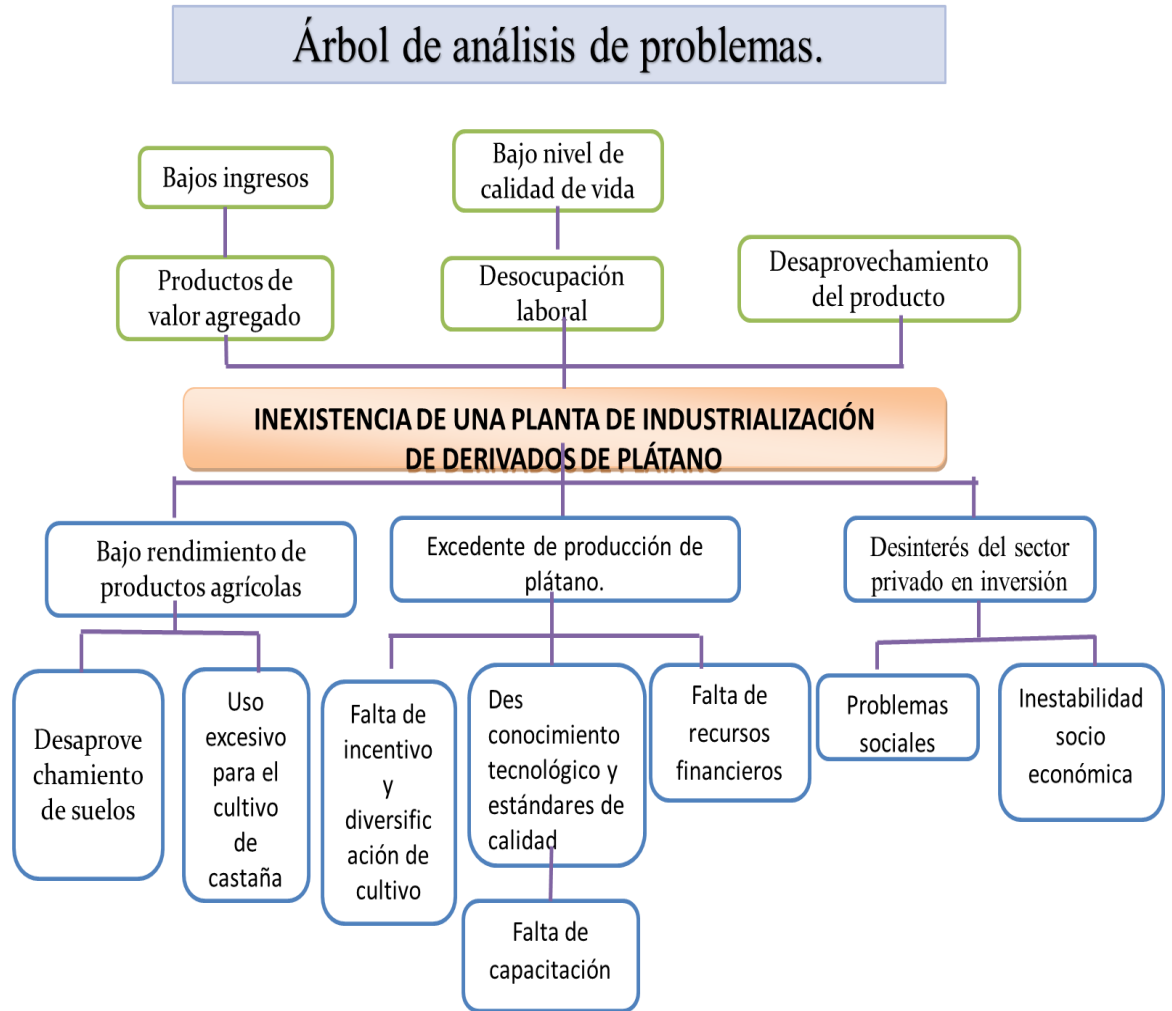 Árbol de análisis de problemas.
Bajos ingresos
Bajo nivel de
calidad de vida
Productos de
valor agregado
Desocupación
laboral
Desaprovechamiento
del producto
INEXISTENCIA DE UNA PLANTA DE INDUSTRIALIZACIÓN
DE DERIVADOS DE PLÁTANO
Bajo rendimiento de
productos agrícolas
Excedente de producción de
plátano.
Desinterés del sector
privado en inversión
Desaprove
chamiento
de suelos
Uso
excesivo
para el
cultivo
de
castaña
Falta de
incentivo
y
diversific
ación de
cultivo
Des
conocimiento
tecnológico y
estándares de
calidad
Falta de
recursos
financieros
Problemas
sociales
Inestabilidad
socio
económica
Falta de
capacitación